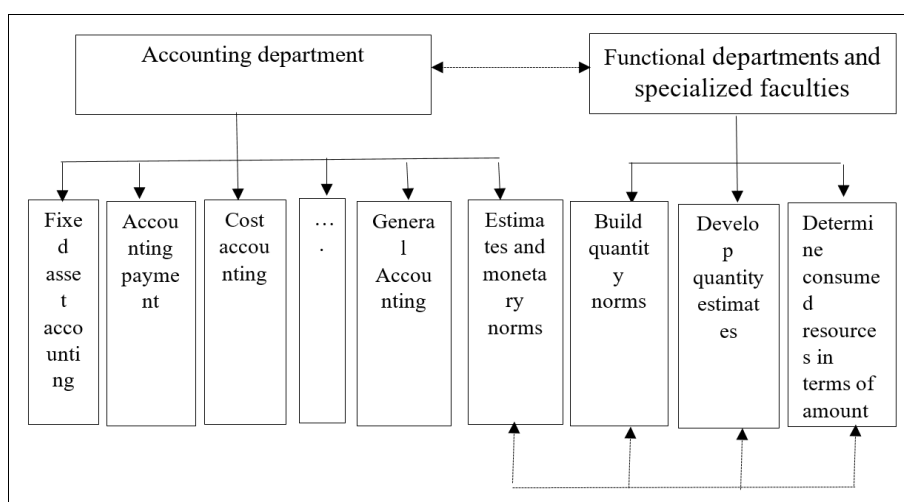 Accounting department
Functional departments and
specialized faculties
Fixe
d
asse
t
acco
unti
ng
Accou
nting
payme
nt
Cost
accou
nting
…
.
Genera
l
Accou
nting
Estima
tes and
moneta
ry
norms
Build
quantit
y
norms
Develo
p
quantity
estimat
es
Determi
ne
consume
d
resource
s in
terms of
amount